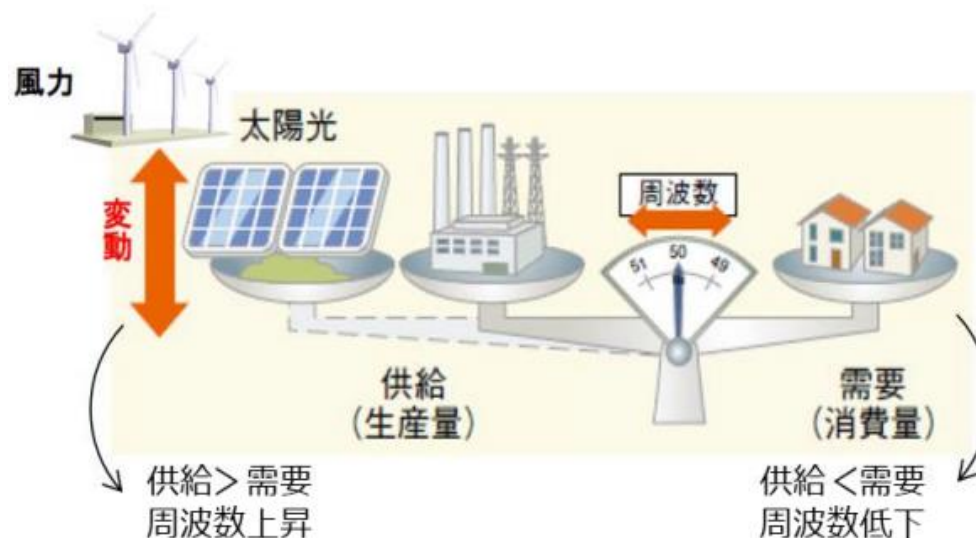 風力
太陽光
変動
周波数
51
50
49
供給
（生産量）
需要
（消費量）
供給＞需要
周波数上昇
供給＜需要
周波数低下